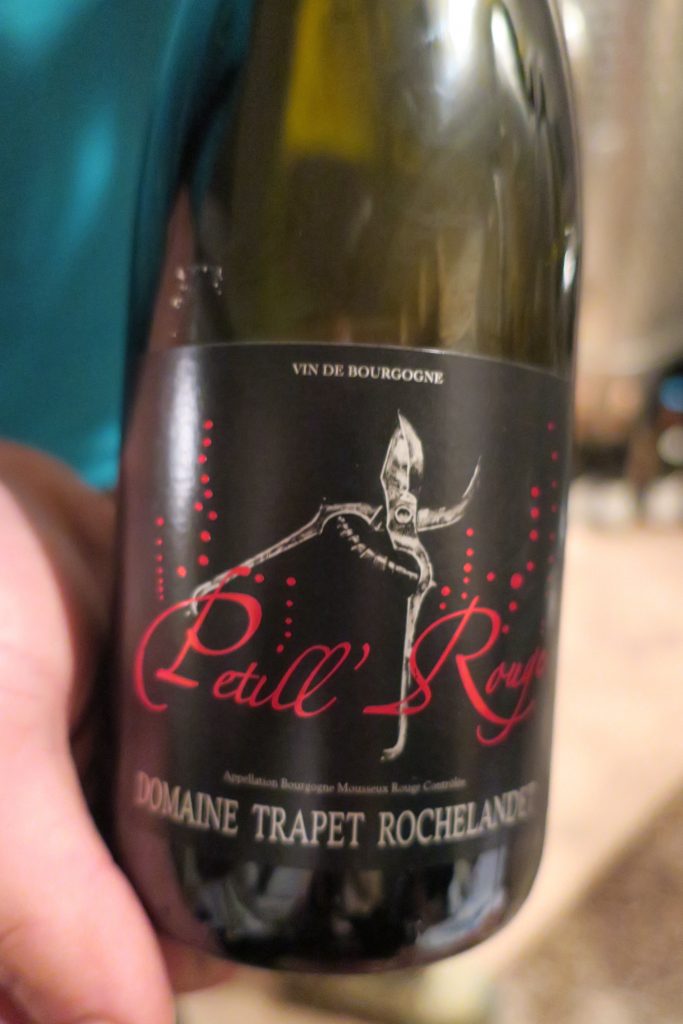 VIN DE BOURGOGNE
Petill' Rouge
Appellation Bourgogne Mousseux Rouge Contrôlée
DOMAINE TRAPET ROCHELANDET